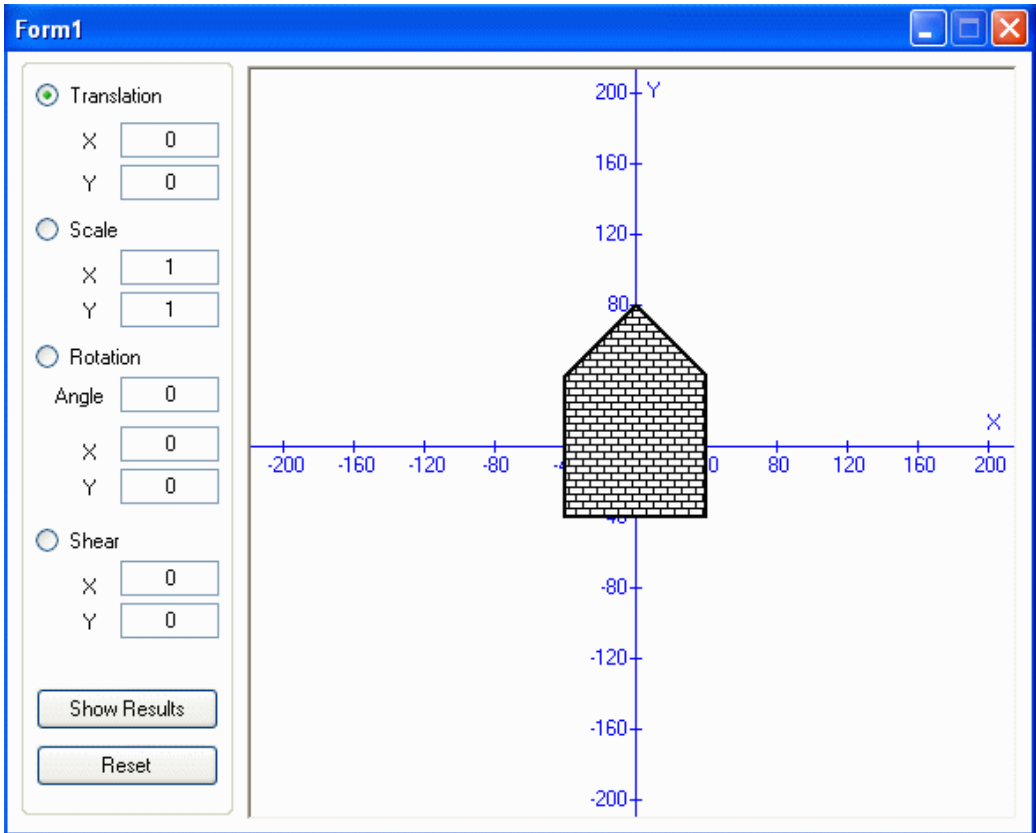 Form1
Translation
X 0
Y 0
Scale
X 1
Y 1
Rotation
Angle 0
X 0
Y 0
Shear
X 0
Y 0
Show Results
Reset
200 Y
160
120
80
X
-200 -160 -120 -80 80 120 160 200
-80
-120
-160
-200